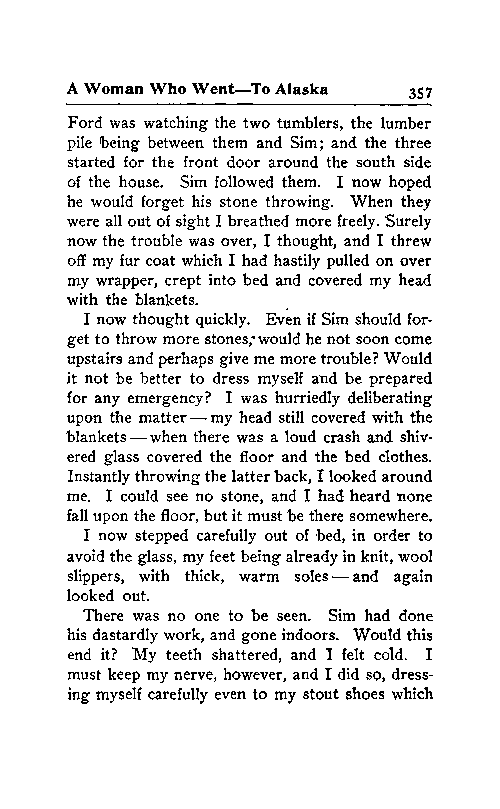 A Woman Who Went—To Alaska 357
Ford was watching the two tumblers, the lumber
pile being between them and Sim; and the three
started for the front door around the south side
of the house. Sim followed them. I now hoped
he would forget his stone throwing. When they
were all out of sight I breathed more freely. Surely
now the trouble was over, I thought, and I threw
off my fur coat which I had hastily pulled on over
my wrapper, crept into bed and covered my head
with the blankets.
I now thought quickly. Even if Sim should for-
get to throw more stones, would he not soon come
upstairs and perhaps give me more trouble? Would
it not be better to dress myself and be prepared
for any emergency? I was hurriedly deliberating
upon the matter — my head still covered with the
blankets — when there was a loud crash and shiv-
ered glass covered the floor and the bed clothes.
Instantly throwing the latter back, I looked around
me. I could see no stone, and I had heard none
fall upon the floor, but it must be there somewhere.
I now stepped carefully out of bed, in order to
avoid the glass, my feet being already in knit, wool
slippers, with thick, warm soles — and again
looked out.
There was no one to be seen. Sim had done
his dastardly work, and gone indoors. Would this
end it? My teeth shattered, and I felt cold. I
must keep my nerve, however, and I did so, dress-
ing myself carefully even to my stout shoes which